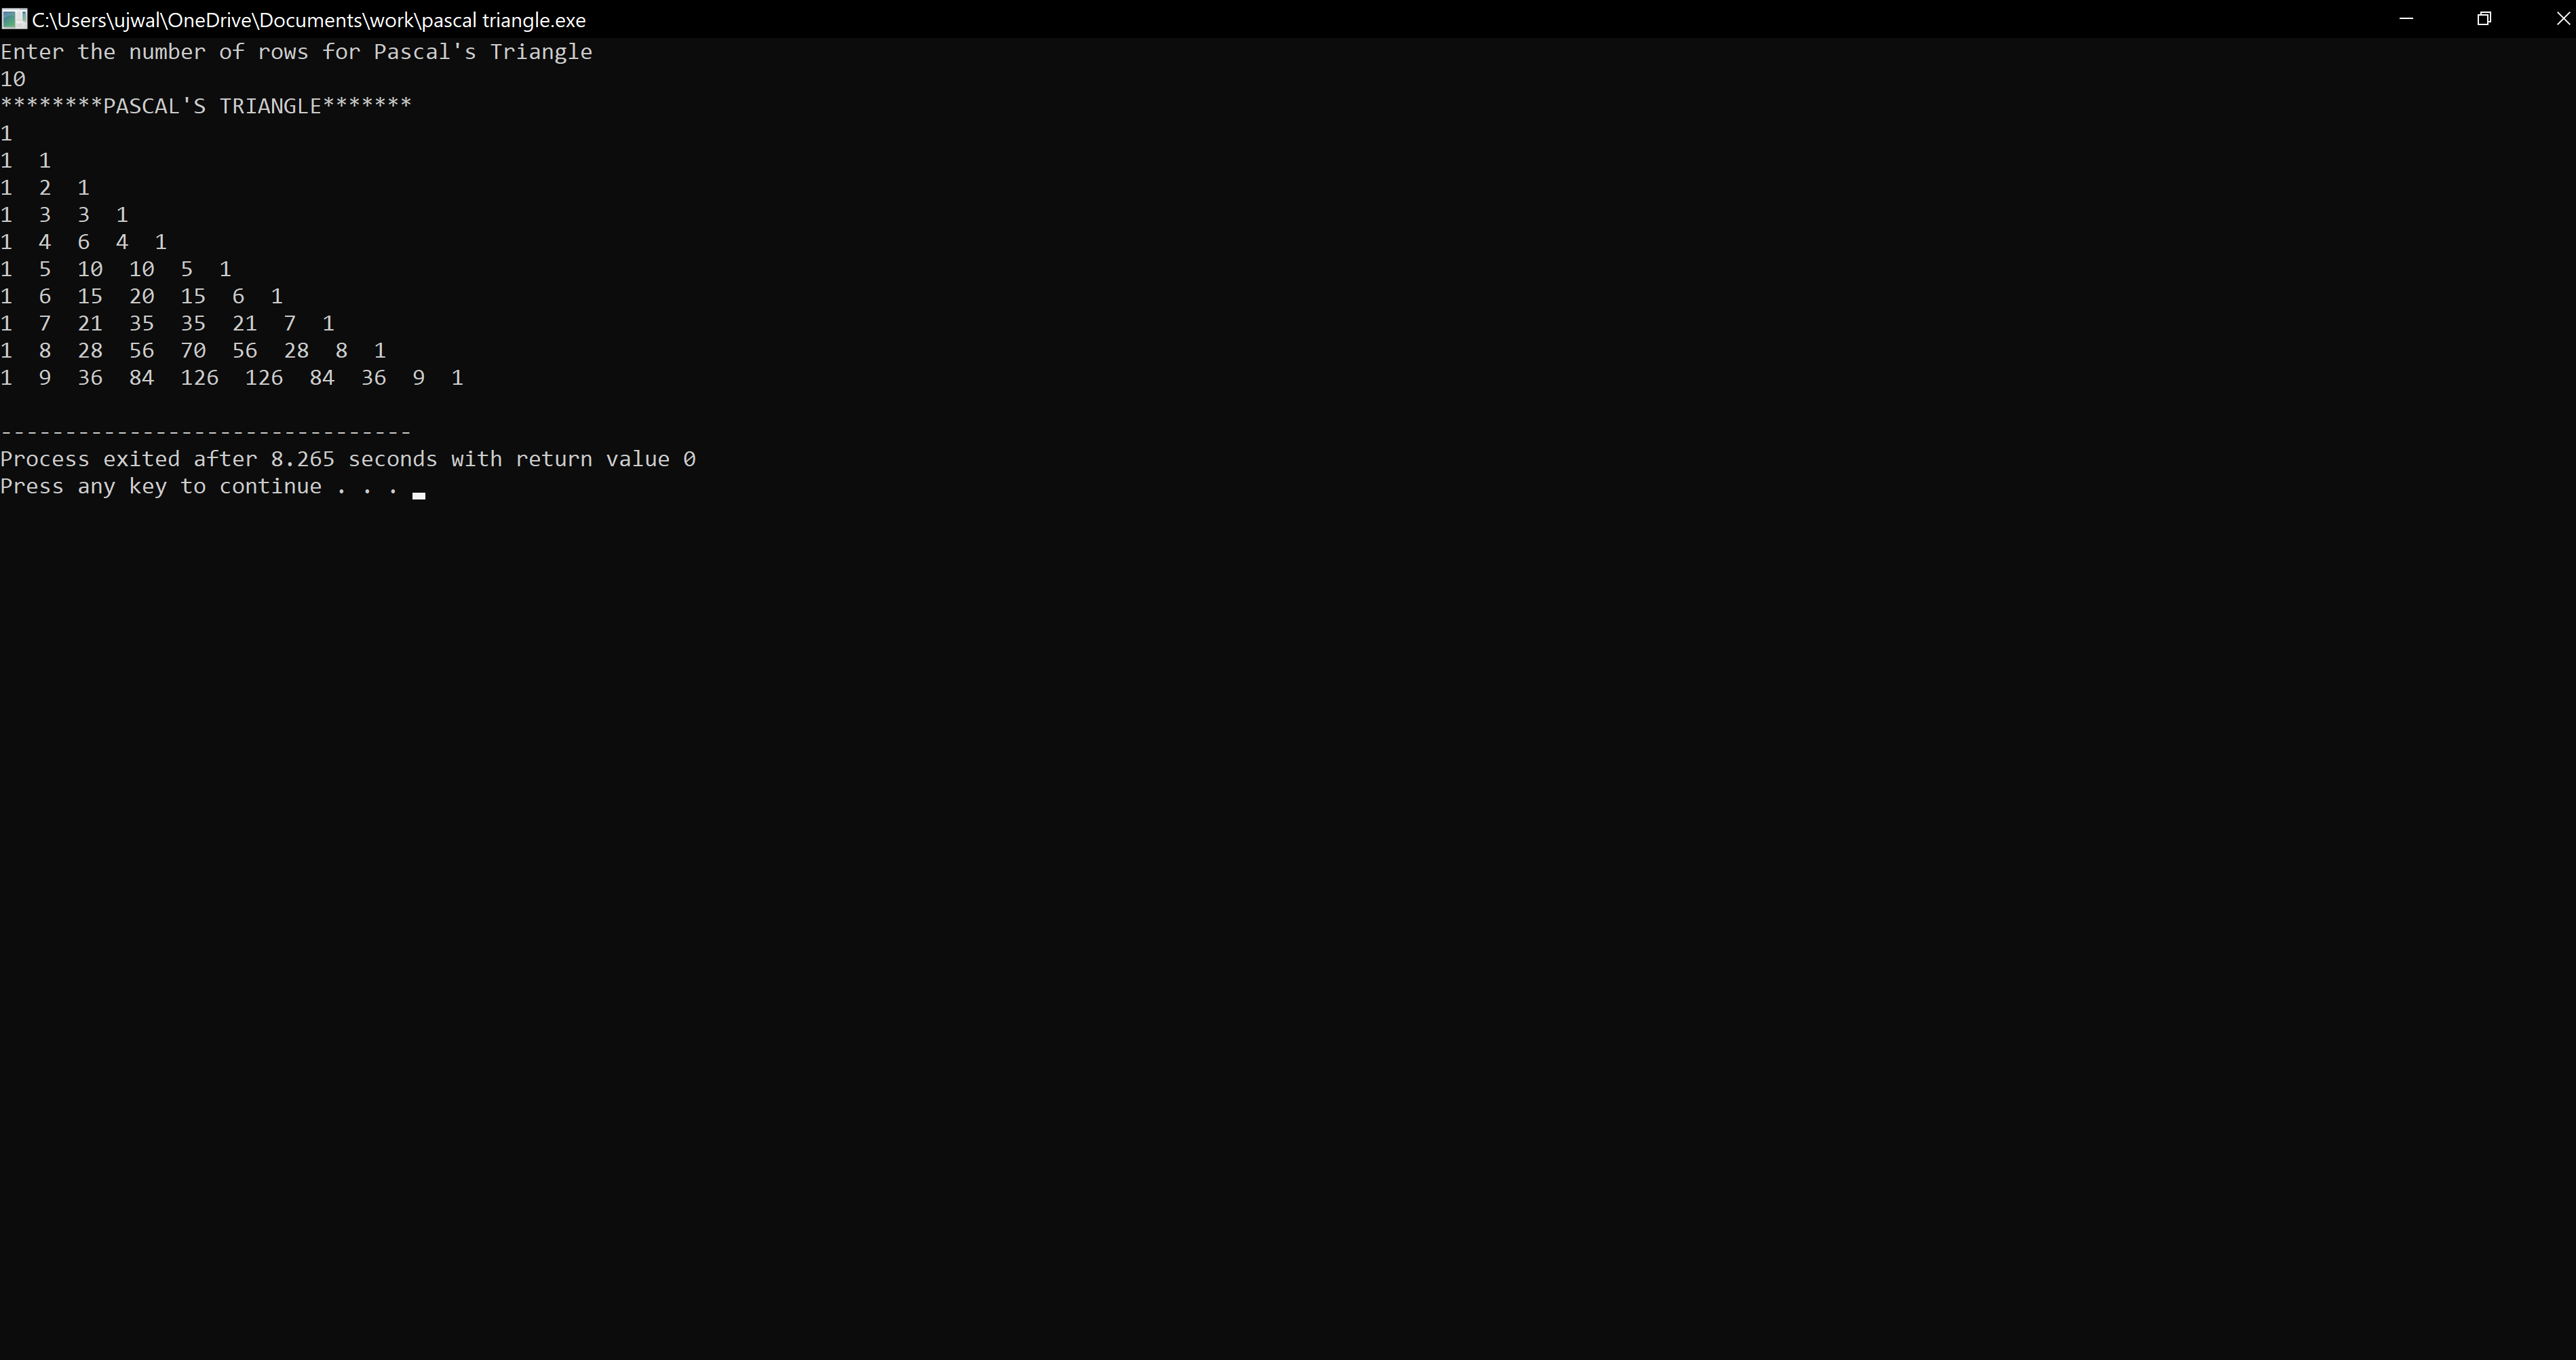 C:\Users\ujwal\OneDrive\Documents\work\pascal triangle.exe
Enter the number of rows for Pascal's Triangle
10
********PASCAL'S TRIANGLE*******
1
1  1
1  2  1
1  3  3  1
1  4  6  4  1
1  5  10  10  5  1
1  6  15  20  15  6  1
1  7  21  35  35  21  7  1
1  8  28  56  70  56  28  8  1
1  9  36  84  126  126  84  36  9  1
--------------------------------
Process exited after 8.265 seconds with return value 0
Press any key to continue . . .